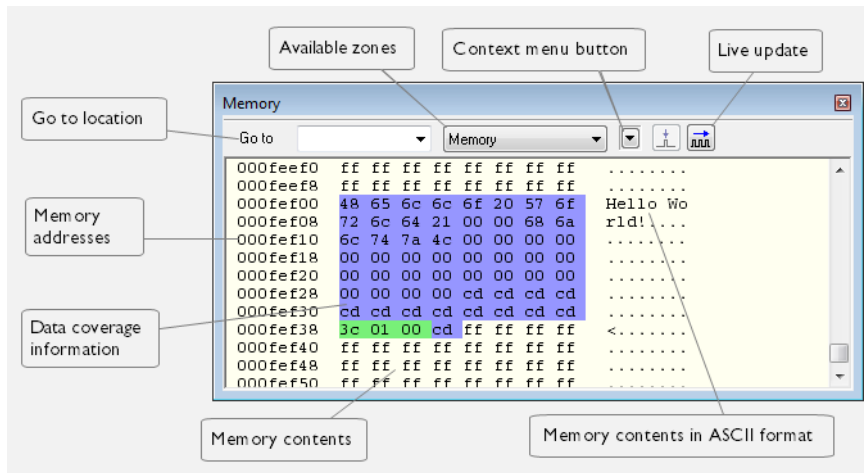 Available zones
Context menu button
Live update
Go to location
Memory
Go to
Memory
000feef0 ff ff ff ff ff ff ff ff ........
000feef8 ff ff ff ff ff ff ff ff ........
000fef00 48 65 6c 6c 6f 20 57 6f Hello Wo
000fef08 72 6c 64 21 00 00 68 6a rld!....
000fef10 6c 74 7a 4c 00 00 00 00 ........
000fef18 00 00 00 00 00 00 00 00 ........
000fef20 00 00 00 00 00 00 00 00 ........
000fef28 00 00 00 00 cd cd cd cd ........
000fef30 cd cd cd cd cd cd cd cd ........
000fef38 3c 01 00 cd ff ff ff ff <.......
000fef40 ff ff ff ff ff ff ff ff ........
000fef48 ff ff ff ff ff ff ff ff ........
000fef50 ff ff ff ff ff ff ff ff ........
Memory
addresses
Data coverage
information
Memory contents
Memory contents in ASCII format